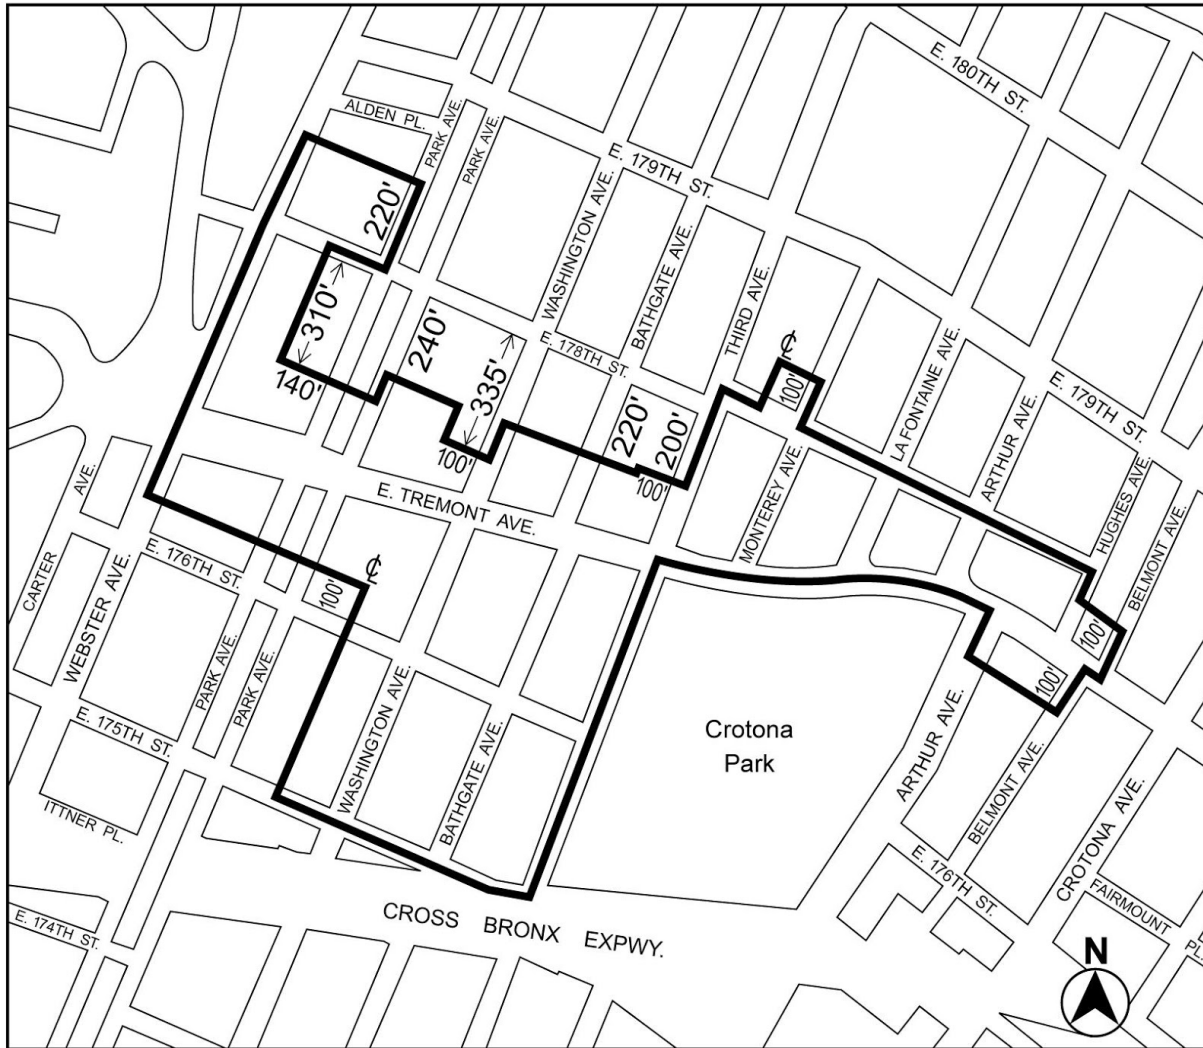 E. 180TH ST.
ALDEN PL.
PARK AVE.
PARK AVE.
E. 179TH ST.
220'
WASHINGTON AVE.
BATHGATE AVE.
THIRD AVE.
310'
240'
335'
E. 178TH ST.
℄
100'
LA FONTAINE AVE.
E. 179TH ST.
140'
220'
200'
ARTHUR AVE.
100'
100'
HUGHES AVE.
MONTEREY AVE.
E. TREMONT AVE.
AVE.
CARTER
WEBSTER AVE.
E. 176TH ST.
℄
100'
BELMONT AVE.
100'
100'
PARK AVE.
PARK AVE.
WASHINGTON AVE.
BATHGATE AVE.
E. 175TH ST.
Crotona
Park
ARTHUR AVE.
BELMONT AVE.
CROTONA AVE.
ITTNER PL.
E. 176TH ST.
FAIRMOUNT
PL.
CROSS BRONX EXPWY.
E. 174TH ST.
N